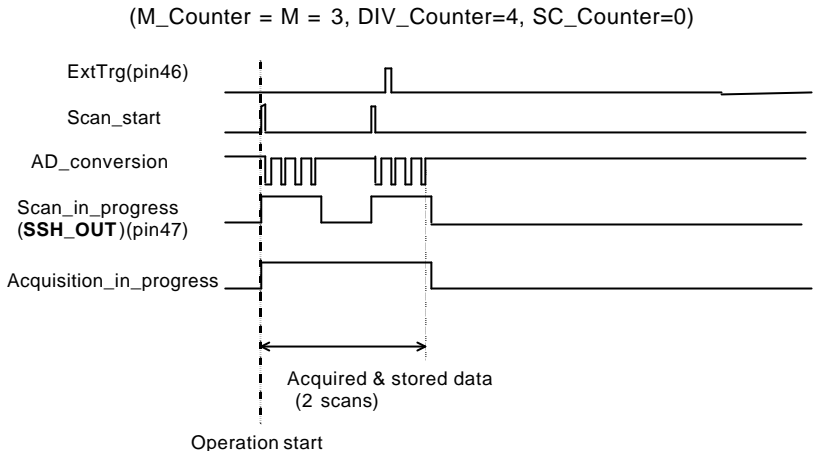 (M_Counter = M = 3, DIV_Counter=4, SC_Counter=0)
ExtTrg(pin46)
Scan_start
AD_conversion
Scan_in_progress
(SSH_OUT)(pin47)
Acquisition_in_progress
Acquired & stored data
(2 scans)
Operation start